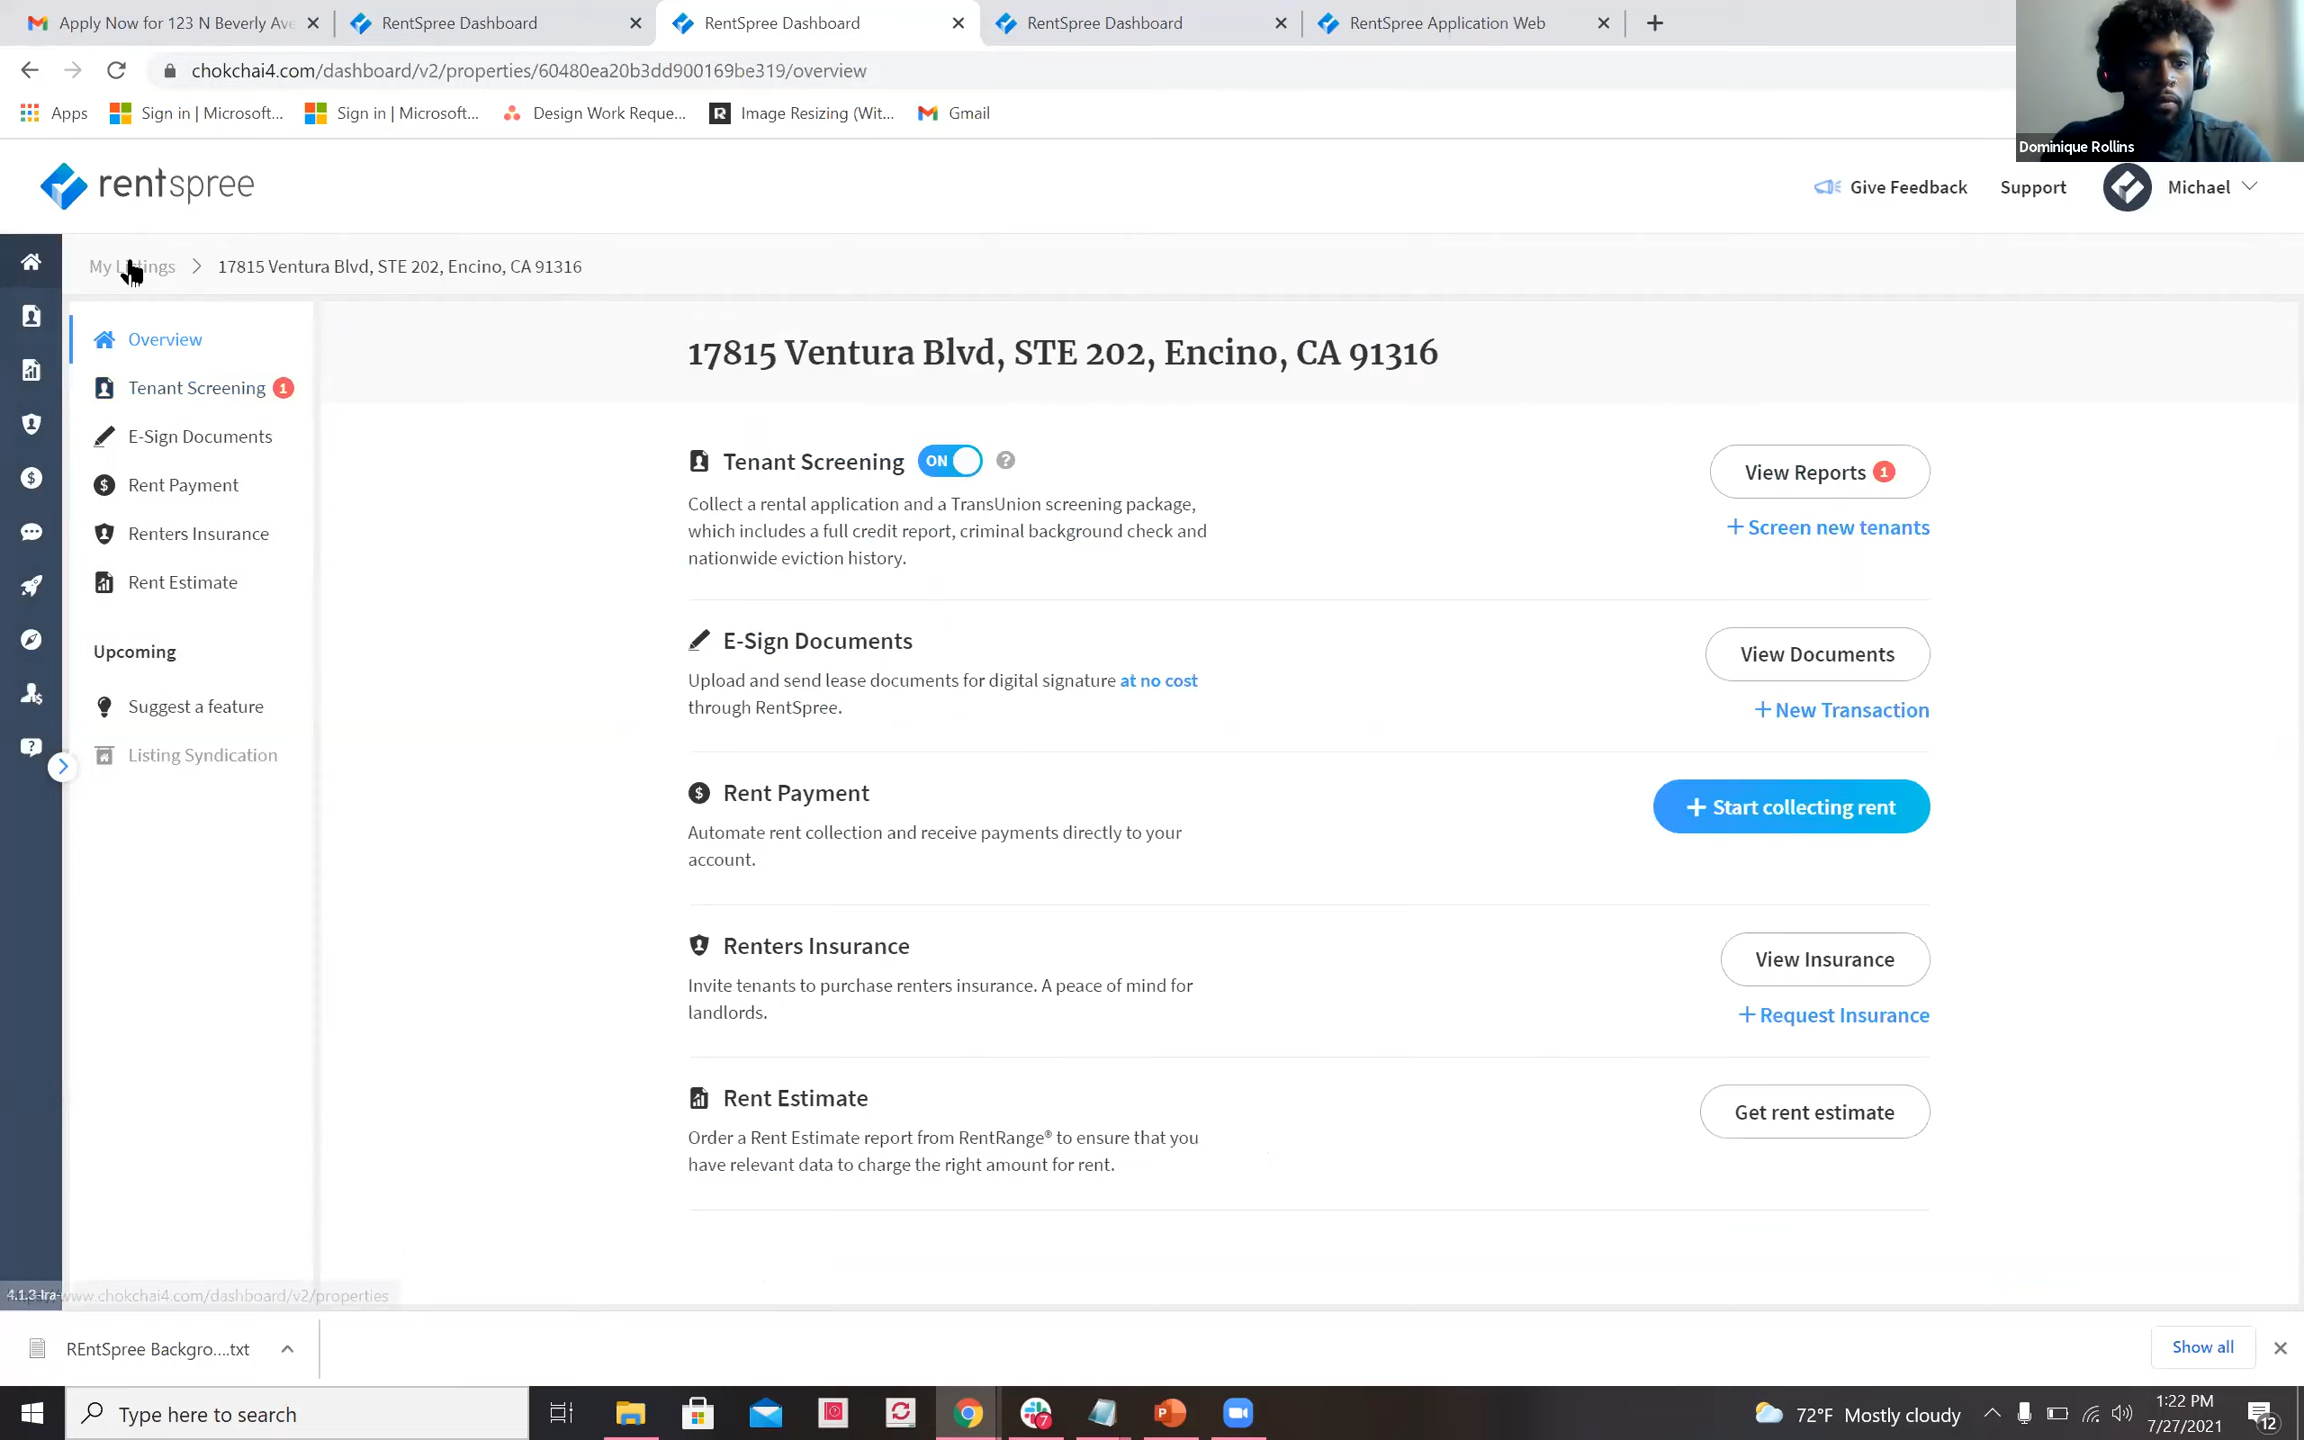 Apply Now for 123 N Beverly Ave
RentSpree Dashboard
RentSpree Dashboard
RentSpree Dashboard
RentSpree Application Web
chokchai4.com/dashboard/v2/properties/60480ea20b3dd900169be319/overview
Apps
Sign in | Microsoft...
Sign in | Microsoft...
Design Work Reque...
Image Resizing (Wit...
Gmail
Dominique Rollins
rentspree
Give Feedback
Support
Michael
My Listings
17815 Ventura Blvd, STE 202, Encino, CA 91316
Overview
Tenant Screening 1
E-Sign Documents
Rent Payment
Renters Insurance
Rent Estimate
Upcoming
Suggest a feature
Listing Syndication
17815 Ventura Blvd, STE 202, Encino, CA 91316
Tenant Screening ON ?
Collect a rental application and a TransUnion screening package,
which includes a full credit report, criminal background check and
nationwide eviction history.
View Reports 1
+ Screen new tenants
E-Sign Documents
Upload and send lease documents for digital signature at no cost
through RentSpree.
View Documents
+ New Transaction
Rent Payment
Automate rent collection and receive payments directly to your
account.
+ Start collecting rent
Renters Insurance
Invite tenants to purchase renters insurance. A peace of mind for
landlords.
View Insurance
+ Request Insurance
Rent Estimate
Order a Rent Estimate report from RentRange® to ensure that you
have relevant data to charge the right amount for rent.
Get rent estimate
4.1.3-lra-
www.chokchai4.com/dashboard/v2/properties
REntSpree Backgro....txt
Show all
Type here to search
7
72°F Mostly cloudy
1:22 PM
7/27/2021
12